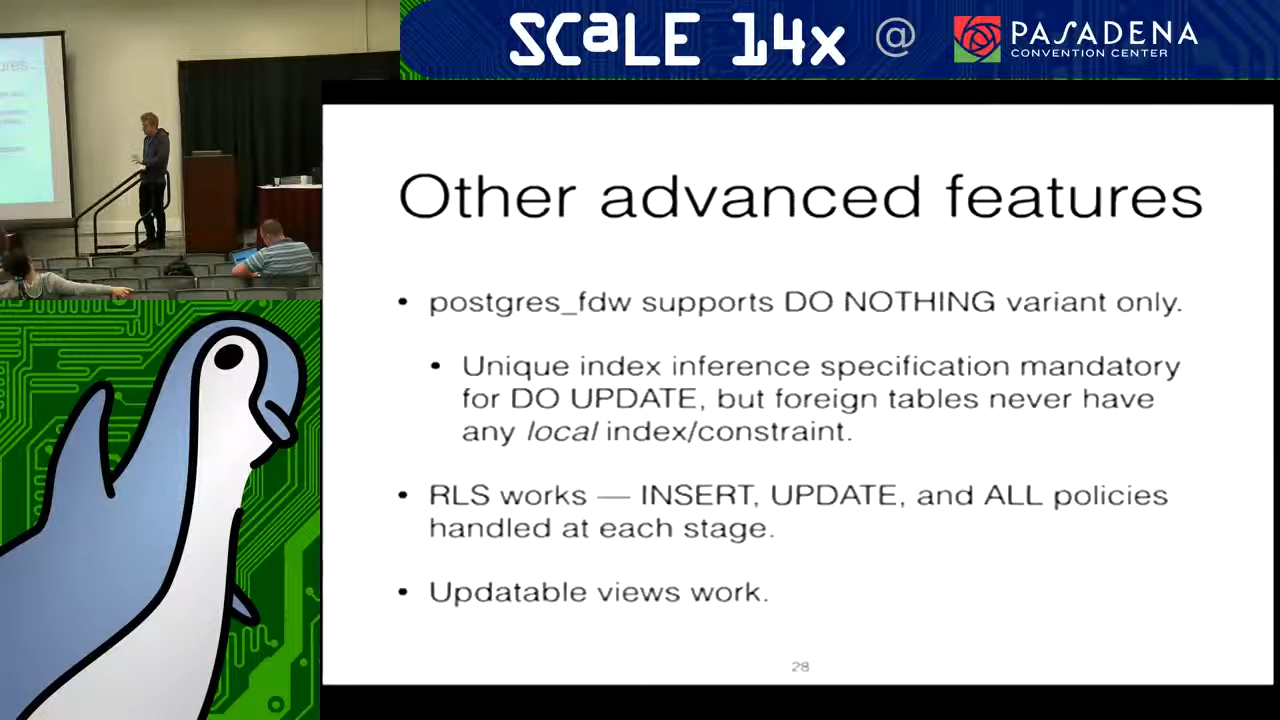 SCaLE 14x @ PASADENA
CONVENTION CENTER
Other advanced features
• postgres_fdw supports DO NOTHING variant only.
• Unique index inference specification mandatory
for DO UPDATE, but foreign tables never have
any local index/constraint.
• RLS works — INSERT, UPDATE, and ALL policies
handled at each stage.
• Updatable views work.
28